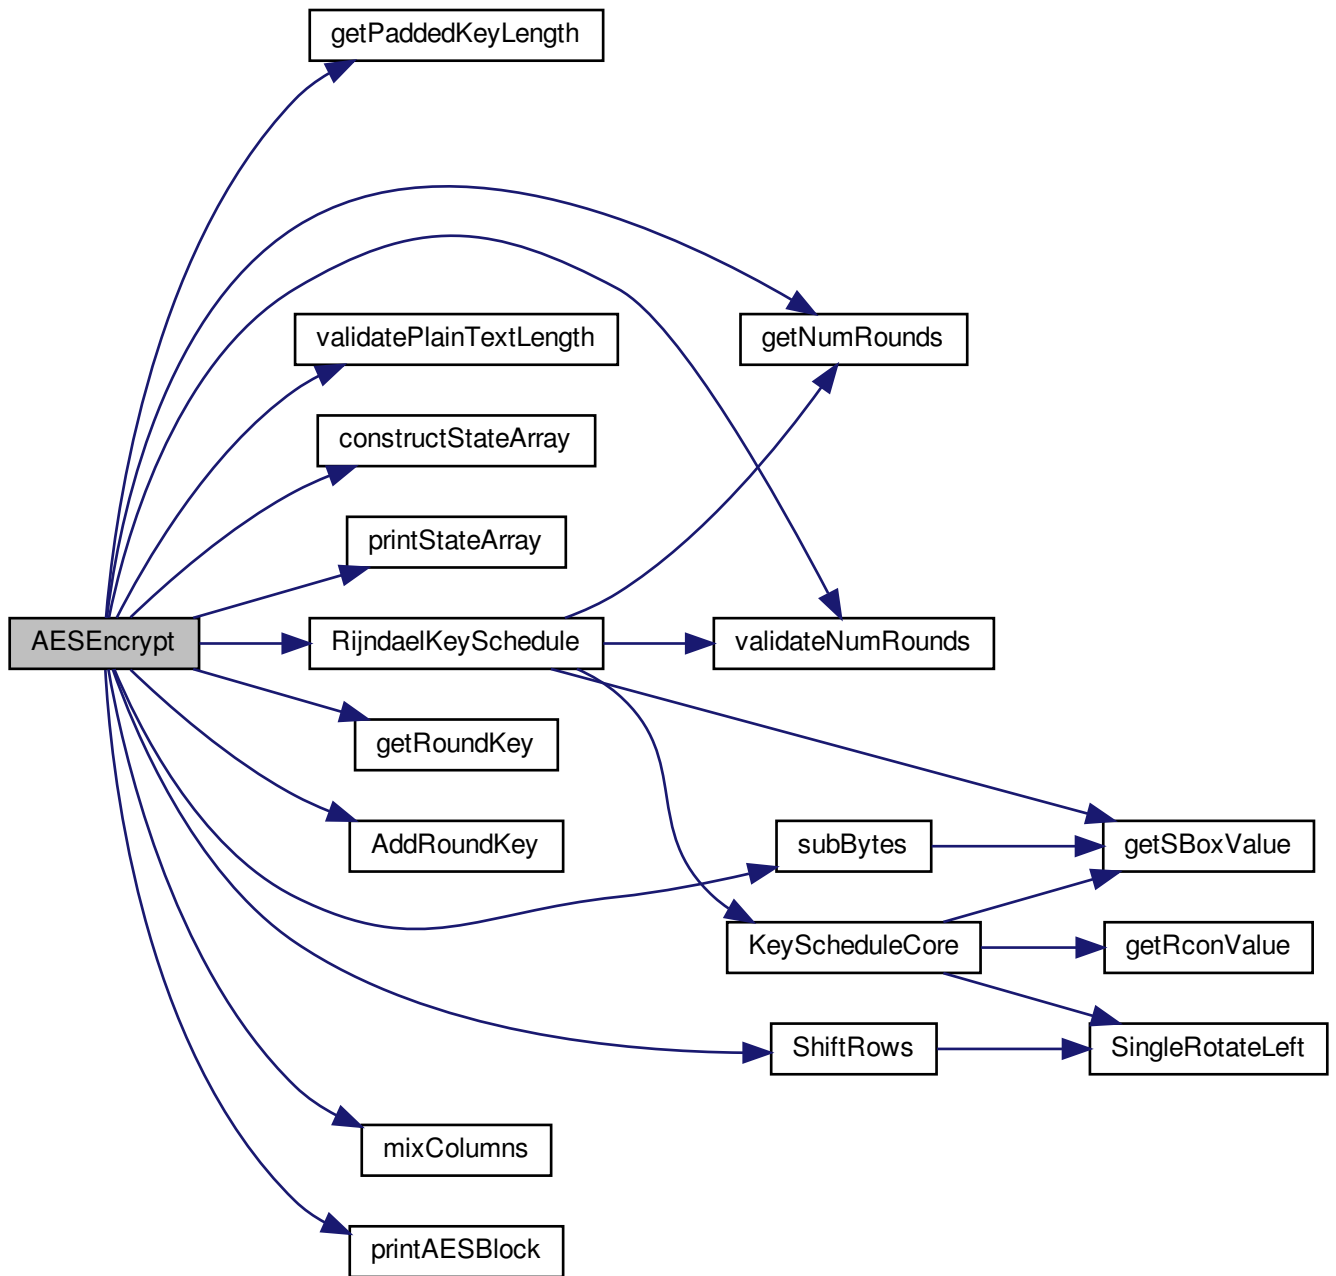 getPaddedKeyLength
validatePlainTextLength
getNumRounds
constructStateArray
printStateArray
AESEncrypt
RijndaelKeySchedule
validateNumRounds
getRoundKey
AddRoundKey
subBytes
getSBoxValue
KeyScheduleCore
getRconValue
ShiftRows
SingleRotateLeft
mixColumns
printAESBlock